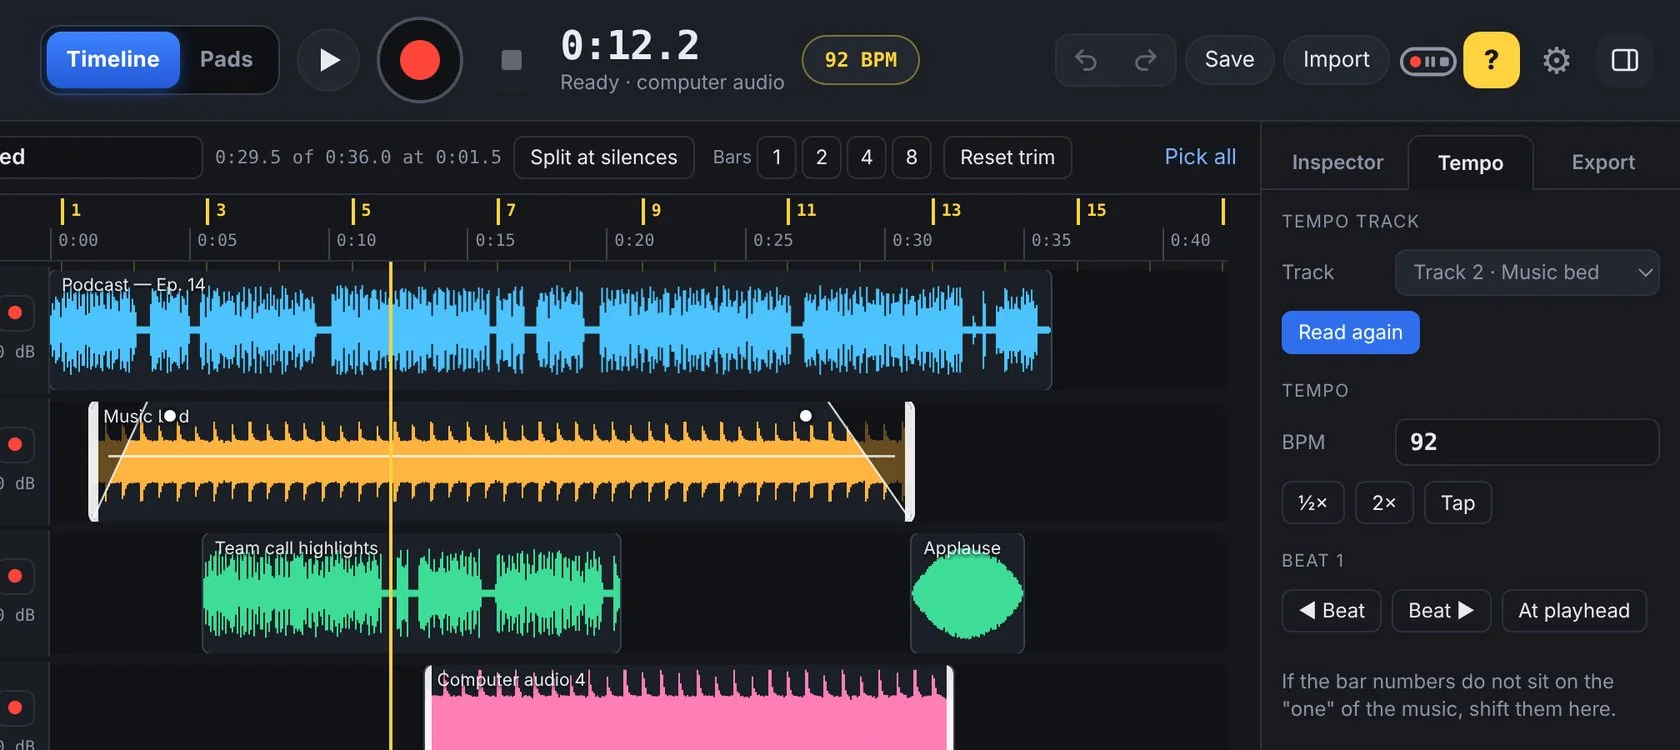 Timeline Pads 0:12.2 92 BPM Save Import ?
Ready · computer audio
ed 0:29.5 of 0:36.0 at 0:01.5 Split at silences Bars 1 2 4 8 Reset trim Pick all
1 3 5 7 9 11 13 15
0:00 0:05 0:10 0:15 0:20 0:25 0:30 0:35 0:40
Podcast — Ep. 14
dB
Music
dB
Team call highlights Applause
dB
Computer audio 4
dB
Inspector Tempo Export
TEMPO TRACK
Track Track 2 · Music bed
Read again
TEMPO
BPM 92
½× 2× Tap
BEAT 1
◀ Beat Beat ▶ At playhead
If the bar numbers do not sit on the
"one" of the music, shift them here.